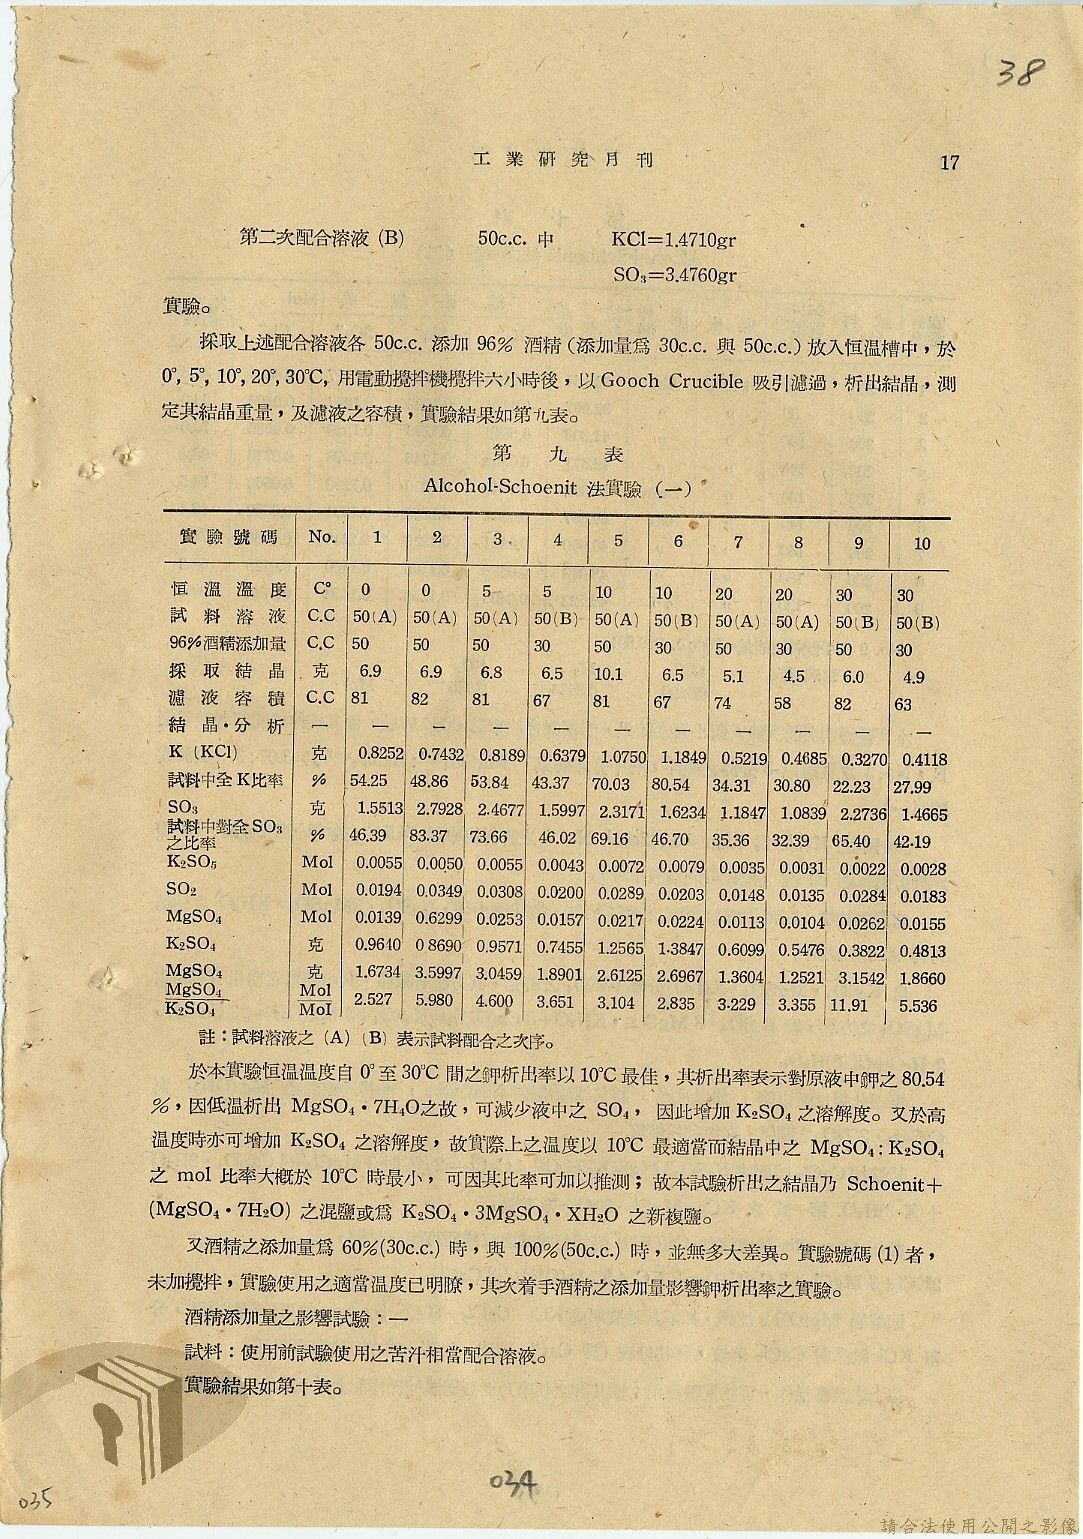 38
工業研究月刊 17
第二次配合溶液 (B) 50c.c. 中 KCl=1.4710gr
SO₃=3.4760gr
實驗。
採取上述配合溶液各 50c.c. 添加 96% 酒精 (添加量爲 30c.c. 與 50c.c.) 放入恒温槽中，於
0°, 5°, 10°, 20°, 30°C, 用電動攪拌機攪拌六小時後，以 Gooch Crucible 吸引濾過，析出結晶，測
定其結晶重量，及濾液之容積，實驗結果如第九表。
第九表
Alcohol-Schoenit 法實驗 (一)
實驗號碼 No. 1 2 3 4 5 6 7 8 9 10
恒溫溫度 C° 0 0 5 5 10 10 20 20 30 30
試料溶液 C.C 50(A) 50(A) 50(A) 50(B) 50(A) 50(B) 50(A) 50(A) 50(B) 50(B)
96%酒精添加量 C.C 50 50 50 30 50 30 50 30 50 30
採取結晶 克 6.9 6.9 6.8 6.5 10.1 6.5 5.1 4.5 6.0 4.9
濾液容積 C.C 81 82 81 67 81 67 74 58 82 63
結晶·分析 — — — — — — — — — — —
K (KCl) 克 0.8252 0.7432 0.8189 0.6379 1.0750 1.1849 0.5219 0.4685 0.3270 0.4118
試料中全K比率 % 54.25 48.86 53.84 43.37 70.03 80.54 34.31 30.80 22.23 27.99
SO₃ 克 1.5513 2.7928 2.4677 1.5997 2.3171 1.6234 1.1847 1.0839 2.2736 1.4665
試料中對全SO₃
之比率 % 46.39 83.37 73.66 46.02 69.16 46.70 35.36 32.39 65.40 42.19
K₂SO₅ Mol 0.0055 0.0050 0.0055 0.0043 0.0072 0.0079 0.0035 0.0031 0.0022 0.0028
SO₂ Mol 0.0194 0.0349 0.0308 0.0200 0.0289 0.0203 0.0148 0.0135 0.0284 0.0183
MgSO₄ Mol 0.0139 0.6299 0.0253 0.0157 0.0217 0.0224 0.0113 0.0104 0.0262 0.0155
K₂SO₄ 克 0.9640 0 8690 0.9571 0.7455 1.2565 1.3847 0.6099 0.5476 0.3822 0.4813
MgSO₄ 克 1.6734 3.5997 3.0459 1.8901 2.6125 2.6967 1.3604 1.2521 3.1542 1.8660
MgSO₄ Mol
K₂SO₄ Mol 2.527 5.980 4.600 3.651 3.104 2.835 3.229 3.355 11.91 5.536
註：試料溶液之 (A) (B) 表示試料配合之次序。
於本實驗恒温溫度自 0° 至 30°C 間之鉀析出率以 10°C 最佳，其析出率表示對原液中鉀之 80.54
%，因低溫析出 MgSO₄・7H₄O之故，可減少液中之 SO₄， 因此增加 K₂SO₄ 之溶解度。又於高
温度時亦可增加 K₂SO₄ 之溶解度，故實際上之温度以 10°C 最適當而結晶中之 MgSO₄ : K₂SO₄
之 mol 比率大概於 10°C 時最小，可因其比率可加以推測；故本試驗析出之結晶乃 Schoenit+
(MgSO₄・7H₂O) 之混鹽或爲 K₂SO₄・3MgSO₄・XH₂O 之新複鹽。
又酒精之添加量爲 60%(30c.c.) 時，與 100%(50c.c.) 時，並無多大差異。實驗號碼 (1) 者，
未加攪拌，實驗使用之適當温度已明瞭，其次着手酒精之添加量影響鉀析出率之實驗。
酒精添加量之影響試驗：一
試料：使用前試驗使用之苦汁相當配合溶液。
實驗結果如第十表。
034
035
請合法使用公開之影像